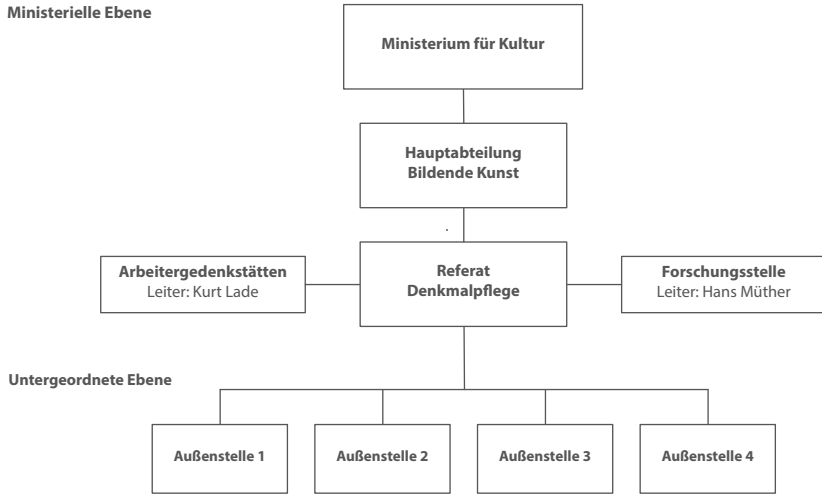 Ministerielle Ebene
Ministerium für Kultur
Hauptabteilung
Bildende Kunst
Arbeitergedenkstätten
Leiter: Kurt Lade
Referat
Denkmalpflege
Forschungsstelle
Leiter: Hans Müther
Untergeordnete Ebene
Außenstelle 1
Außenstelle 2
Außenstelle 3
Außenstelle 4